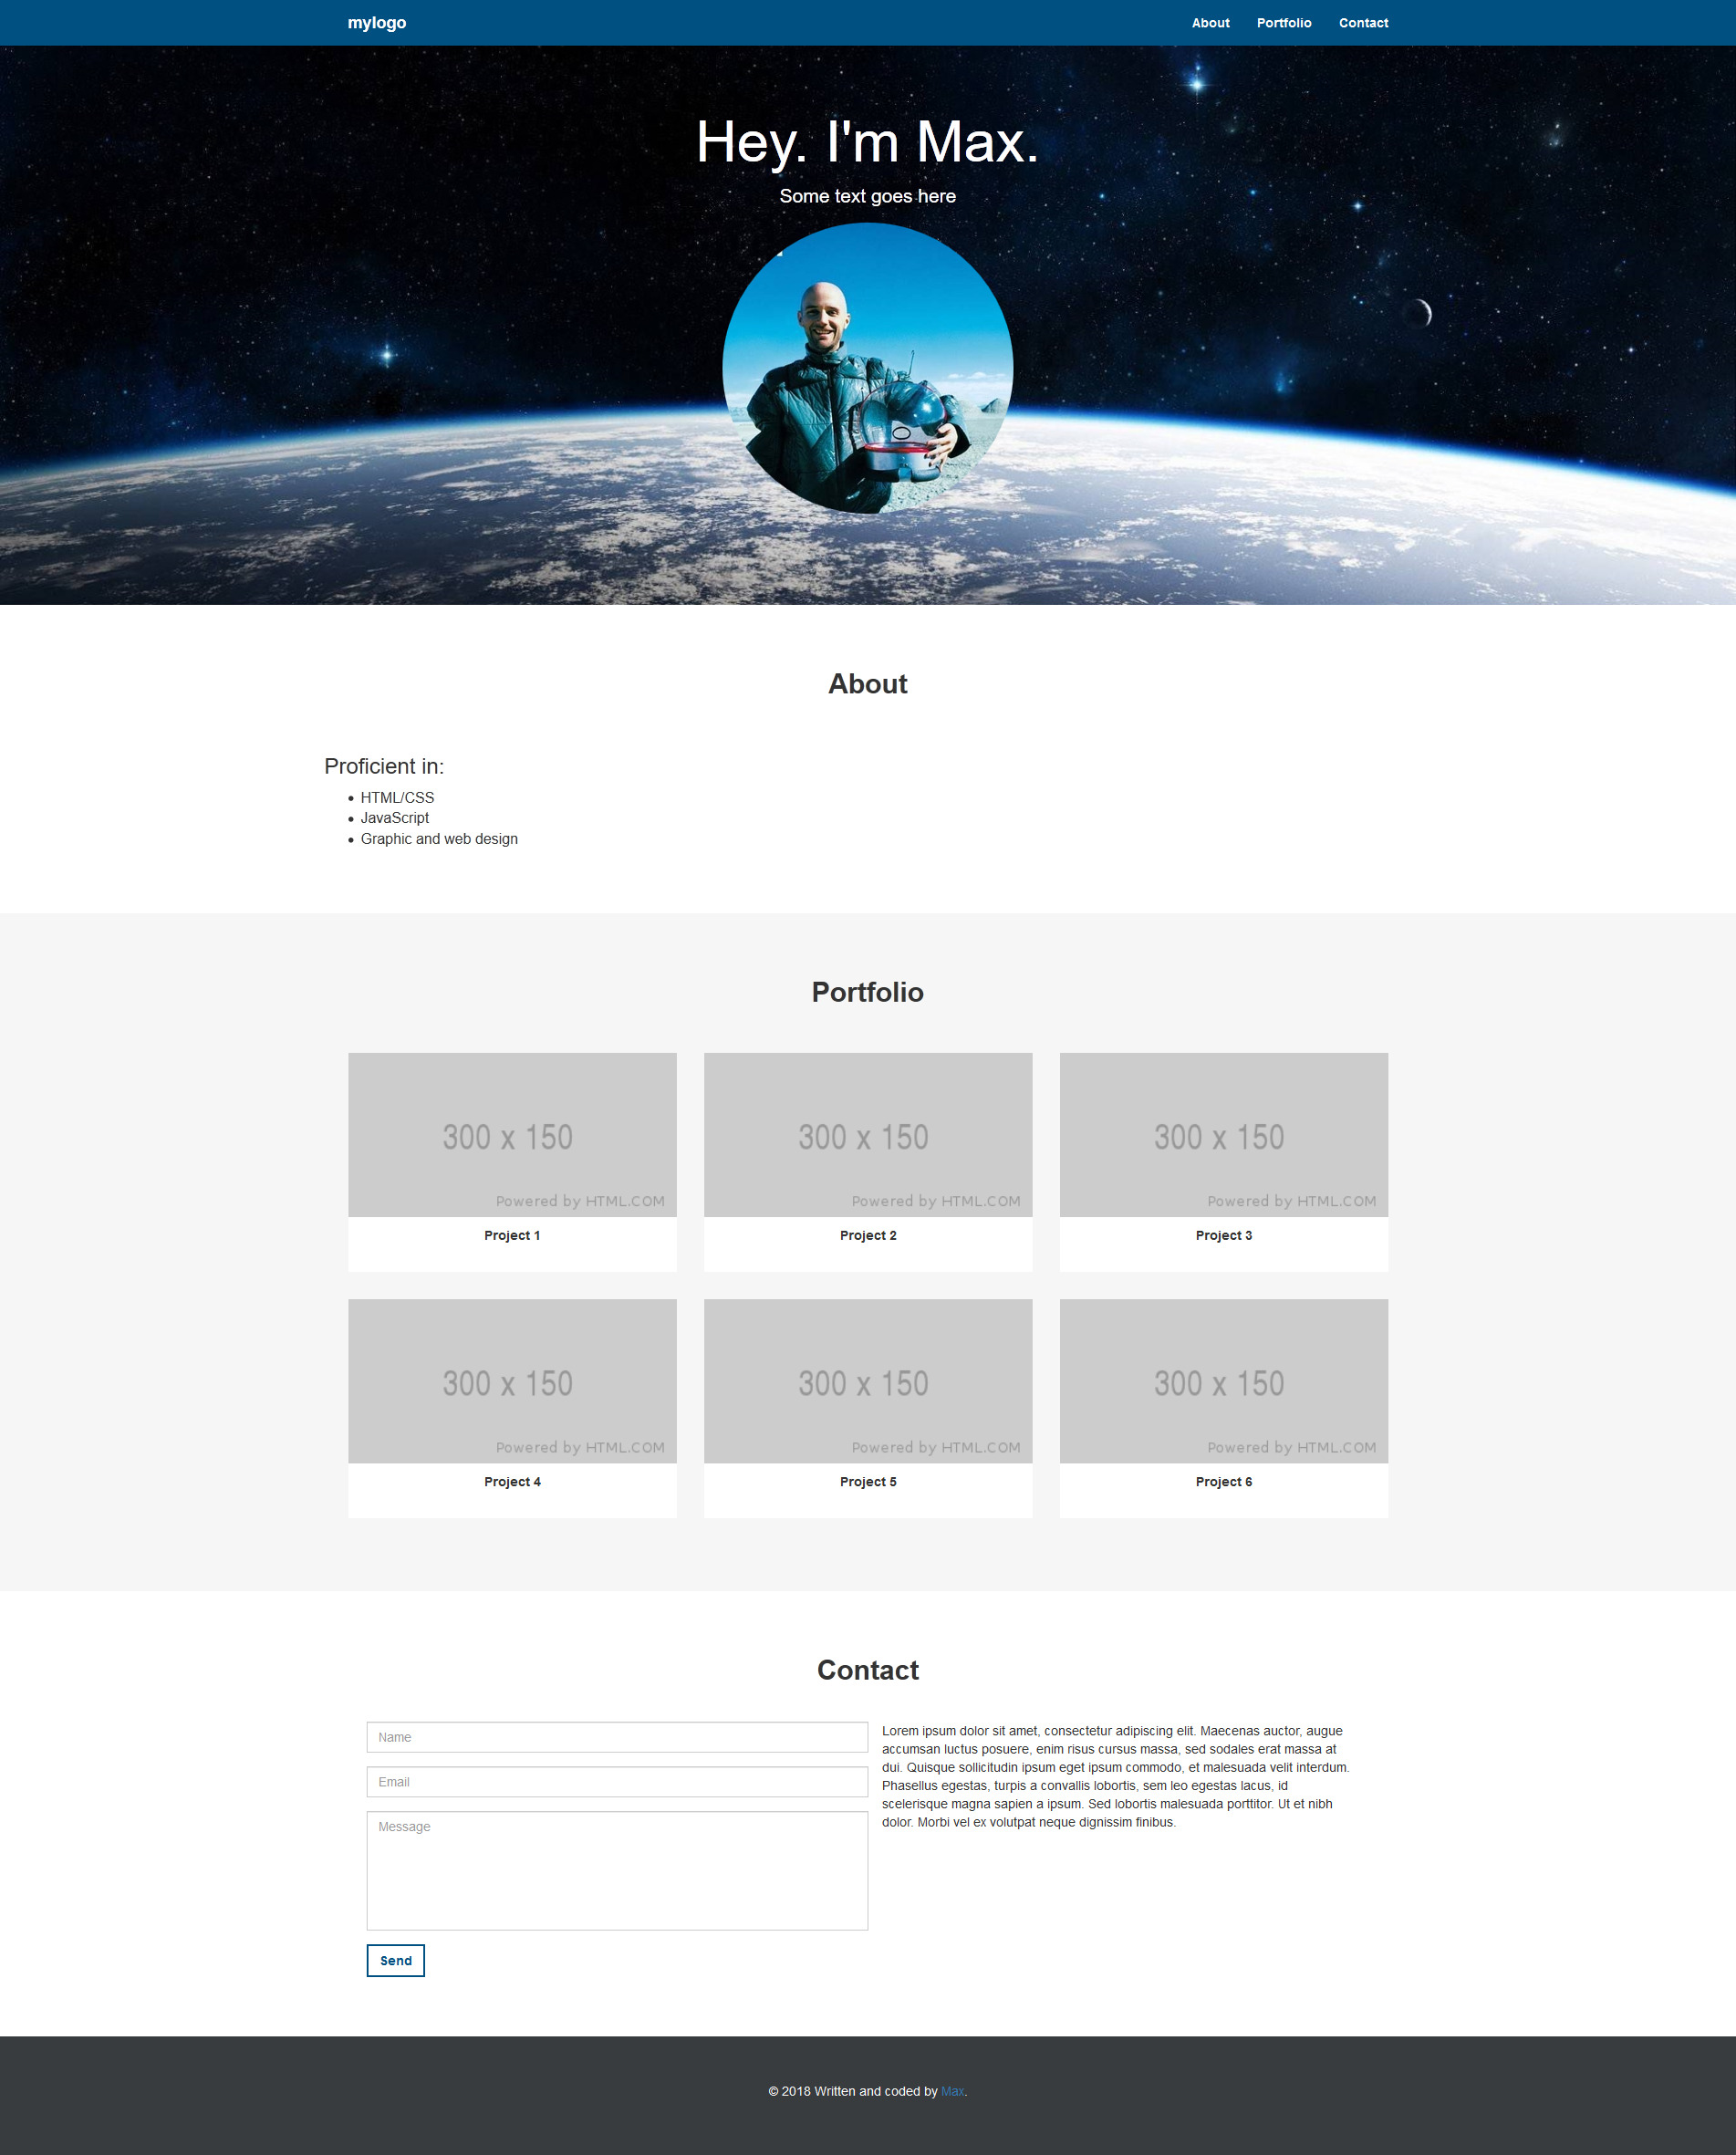 mylogo About Portfolio Contact
Hey. I'm Max.
Some text goes here
About
Proficient in:
HTML/CSS
JavaScript
Graphic and web design
Portfolio
300 x 150 300 x 150 300 x 150
Powered by HTML.COM Powered by HTML.COM Powered by HTML.COM
Project 1 Project 2 Project 3
300 x 150 300 x 150 300 x 150
Powered by HTML.COM Powered by HTML.COM Powered by HTML.COM
Project 4 Project 5 Project 6
Contact
Name
Email
Message
Send
Lorem ipsum dolor sit amet, consectetur adipiscing elit. Maecenas auctor, augue
accumsan luctus posuere, enim risus cursus massa, sed sodales erat massa at
dui. Quisque sollicitudin ipsum eget ipsum commodo, et malesuada velit interdum.
Phasellus egestas, turpis a convallis lobortis, sem leo egestas lacus, id
scelerisque magna sapien a ipsum. Sed lobortis malesuada porttitor. Ut et nibh
dolor. Morbi vel ex volutpat neque dignissim finibus.
© 2018 Written and coded by Max.